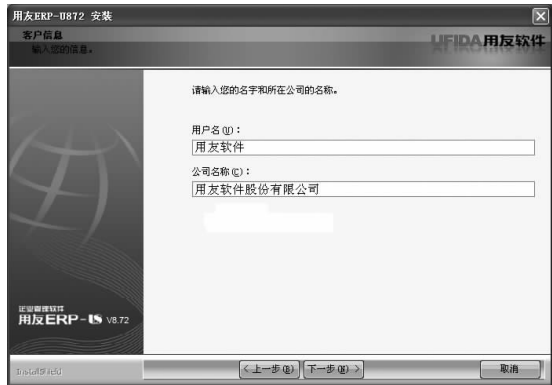 用友ERP-U872 安装
客户信息
输入您的信息。
UFIDA用友软件
请输入您的名字和所在公司的名称。
用户名(U)：
用友软件
公司名称(C)：
用友软件股份有限公司
企业管理软件
用友ERP-U8 V8.72
InstallShield
<上一步(B) 下一步(N)> 取消